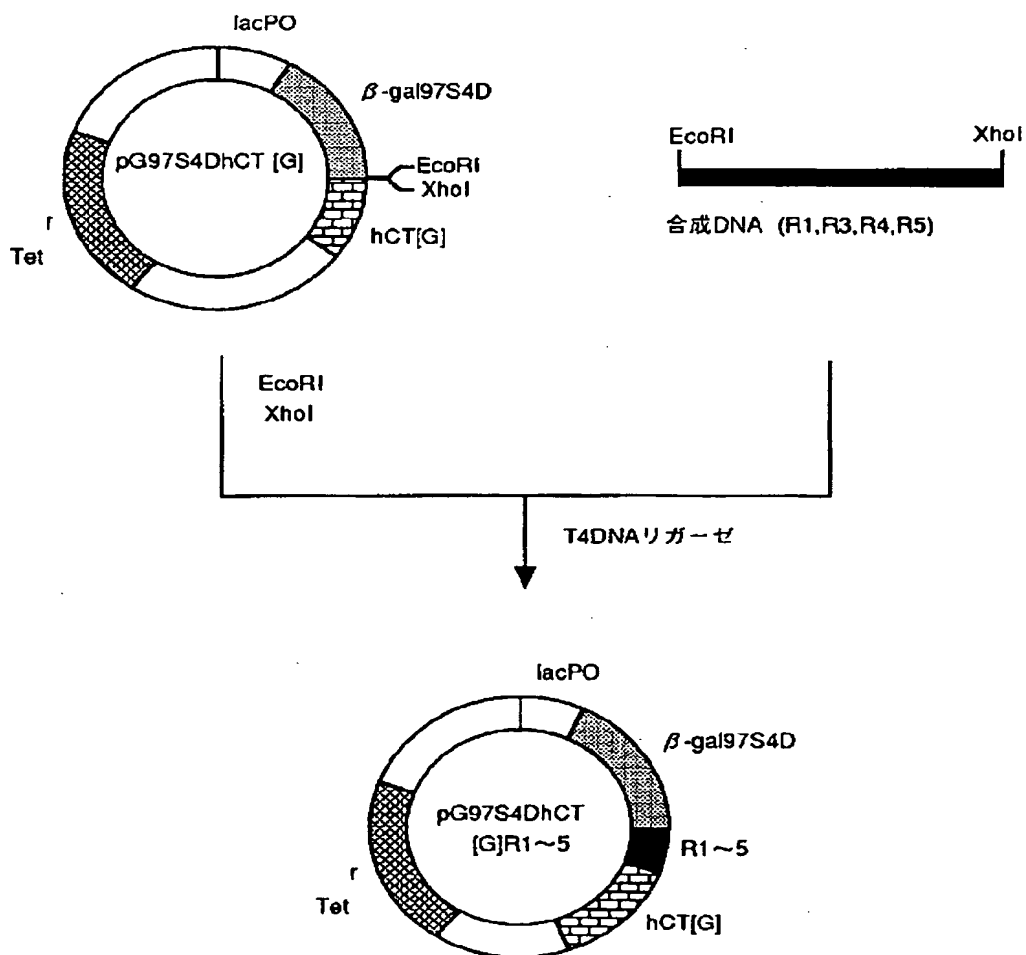 lacPO
β-gal97S4D
pG97S4DhCT [G]
EcoRI
XhoI
r
Tet
hCT[G]
EcoRI
XhoI
合成DNA (R1,R3,R4,R5)
EcoRI
XhoI
T4DNAリガーゼ
lacPO
β-gal97S4D
pG97S4DhCT
[G]R1～5
R1～5
r
Tet
hCT[G]